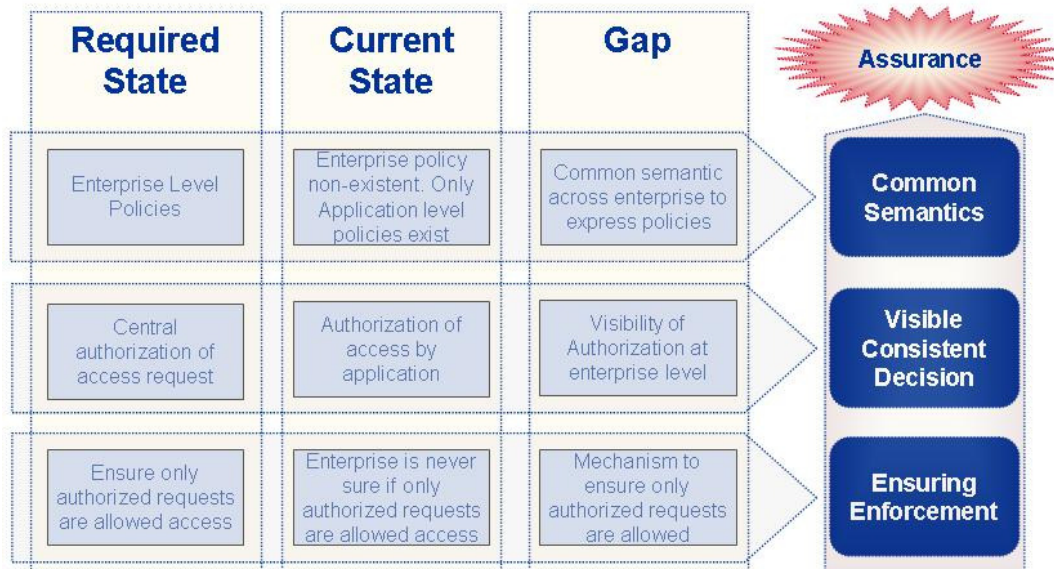 Required
State
Current
State
Gap
Assurance
Enterprise Level
Policies
Enterprise policy
non-existent. Only
Application level
policies exist
Common semantic
across enterprise to
express policies
Common
Semantics
Central
authorization of
access request
Authorization of
access by
application
Visibility of
Authorization at
enterprise level
Visible
Consistent
Decision
Ensure only
authorized requests
are allowed access
Enterprise is never
sure if only
authorized requests
are allowed access
Mechanism to
ensure only
authorized requests
are allowed
Ensuring
Enforcement